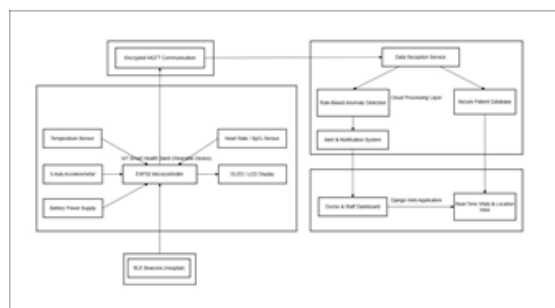 Encrypted MQTT Communication
Data Reception Service
Rule-Based Anomaly Detection
Cloud Processing Layer
Secure Patient Database
Alert & Notification System
Temperature Sensor
Heart Rate / SpO₂ Sensor
IoT Smart Health Band (Wearable Device)
3-Axis Accelerometer
ESP32 Microcontroller
OLED / LCD Display
Battery Power Supply
Doctor & Staff Dashboard
Django Web Application
Real-Time Vitals & Location
View
BLE Beacons (Hospital)